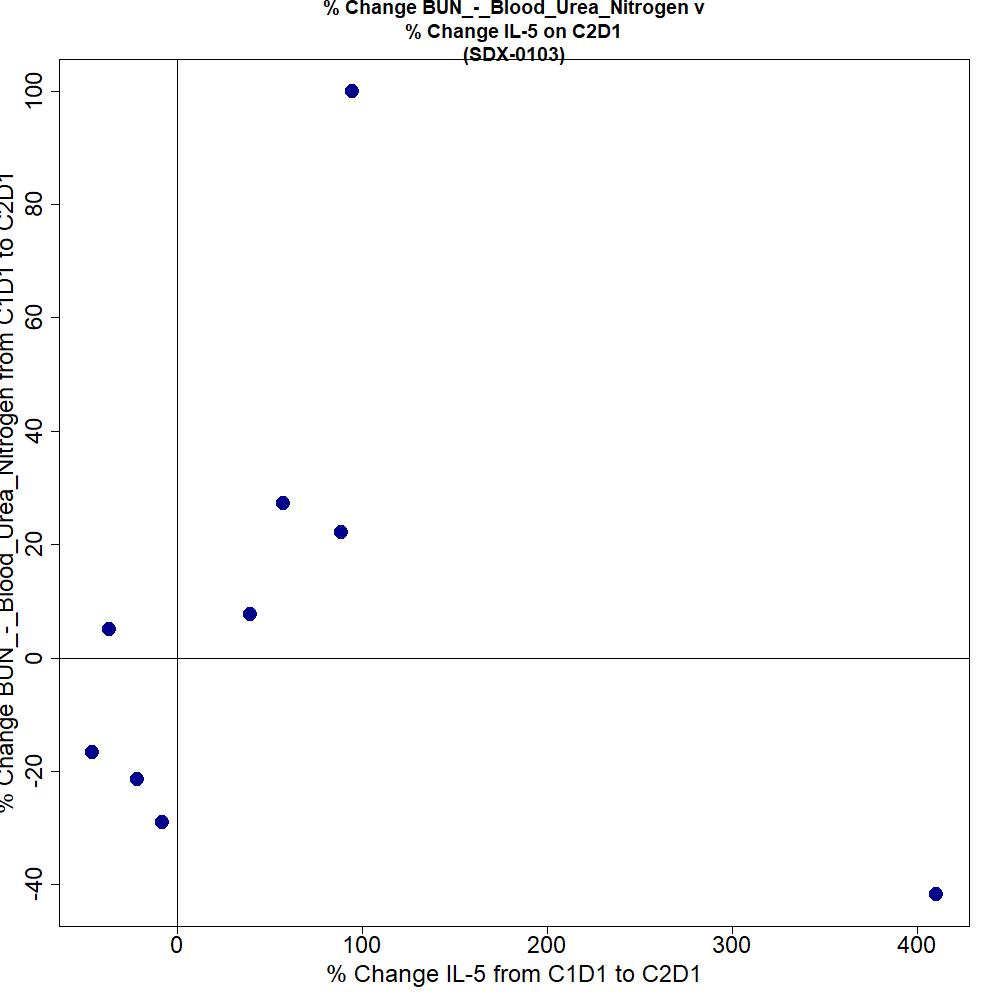 % Change BUN_-_Blood_Urea_Nitrogen v
% Change IL-5 on C2D1
(SDX-0103)
% Change BUN_-_Blood_Urea_Nitrogen from C1D1 to C2D1
100
80
60
40
20
0
-20
-40
0 100 200 300 400
% Change IL-5 from C1D1 to C2D1